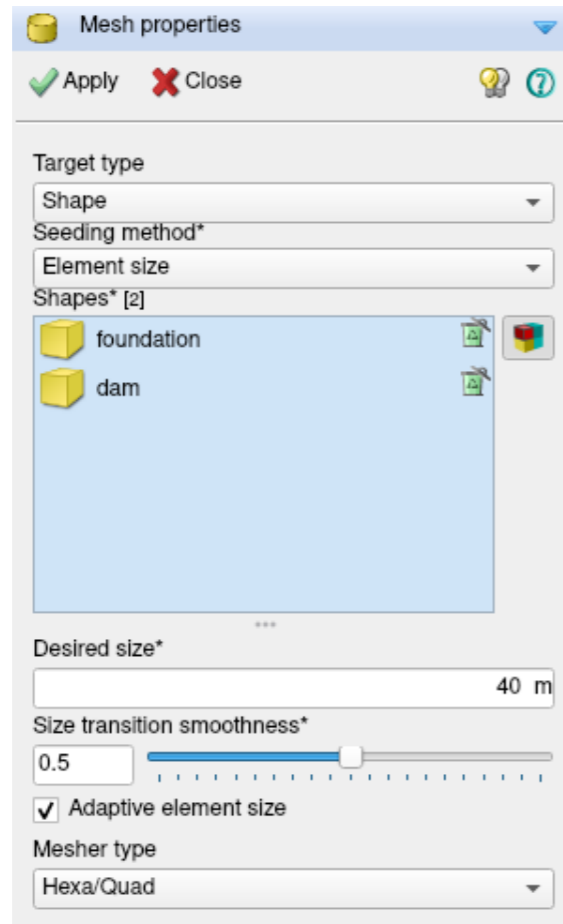 Mesh properties
Apply Close
Target type
Shape
Seeding method*
Element size
Shapes* [2]
foundation
dam
Desired size*
40 m
Size transition smoothness*
0.5
Adaptive element size
Mesher type
Hexa/Quad